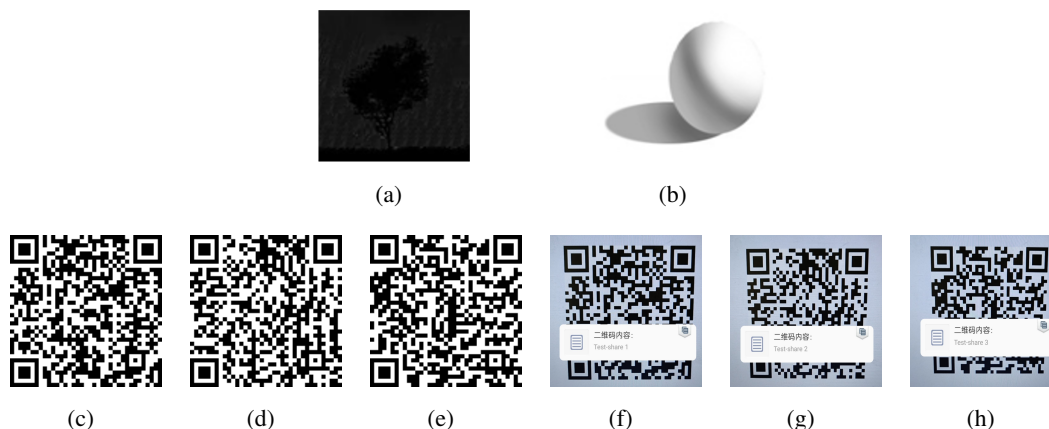 (a)
(b)
二维码内容:
Test-share 1
二维码内容:
Test-share 2
二维码内容:
Test-share 3
(c)
(d)
(e)
(f)
(g)
(h)